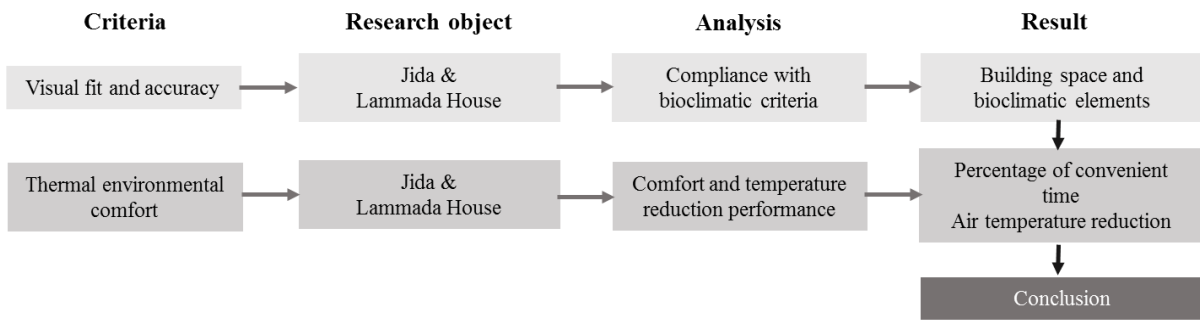 Criteria
Research object
Analysis
Result
Visual fit and accuracy
Jida &
Lammada House
Compliance with
bioclimatic criteria
Building space and
bioclimatic elements
Thermal environmental
comfort
Jida &
Lammada House
Comfort and temperature
reduction performance
Percentage of convenient
time
Air temperature reduction
Conclusion